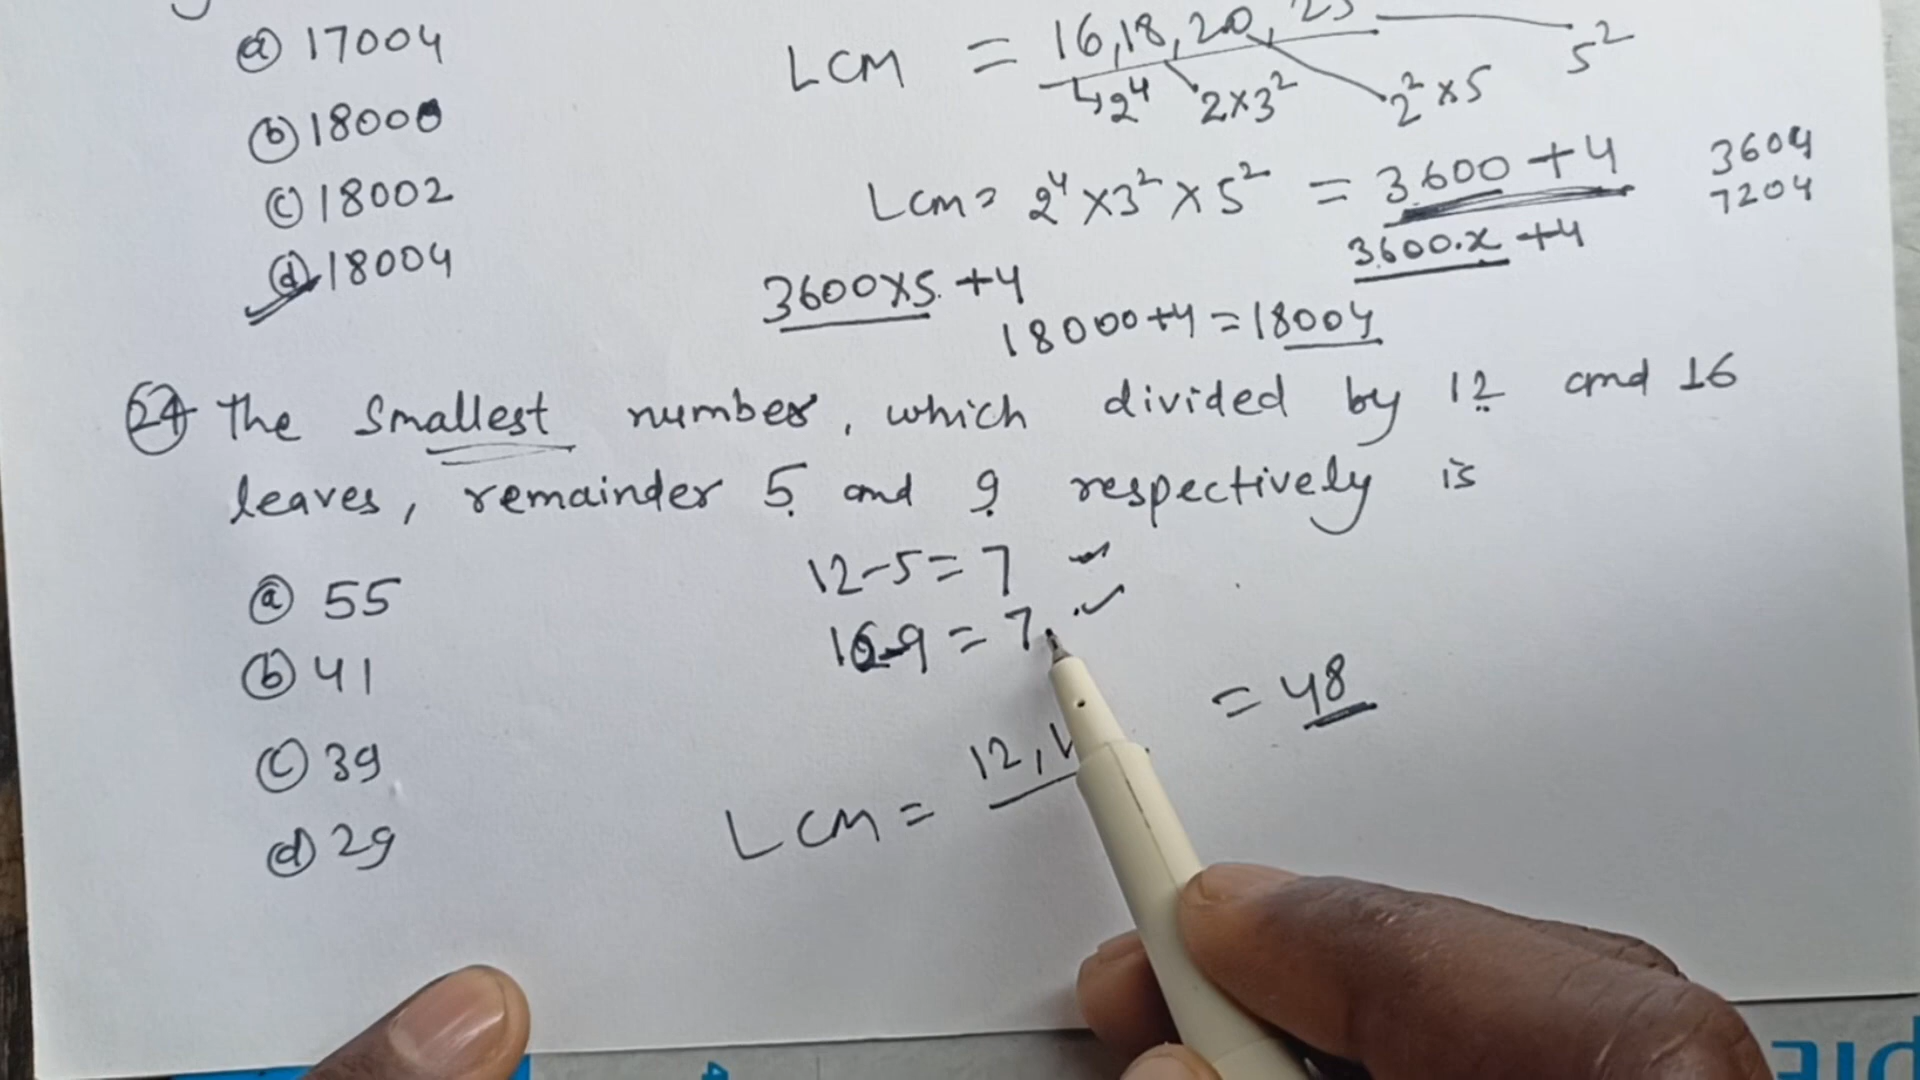 (a) 17004
(b) 18000
(c) 18002
(d) 18004
LCM = 16,18,20,25
2⁴ 2×3² 2²×5 5²
LCM= 2⁴×3²×5² = 3600+4
3600.x +4
3604
7204
3600×5 +4
18000+4=18004
24 The Smallest number, which divided by 12 and 16
leaves, remainder 5 and 9 respectively is
(a) 55
(b) 41
(c) 39
(d) 29
12-5=7
16-9=7
LCM = 12,1
= 48